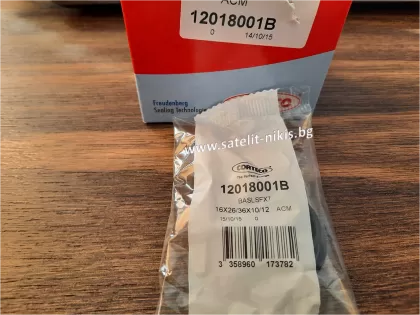 ACM
12018001B
0 14/10/15
Freudenberg
Sealing Technologies
www.satelit-nikis.bg
CORTECO
12018001B
BASLSFX7
16X26/36X10/12 ACM
15/10/15 0
3 358960 173782